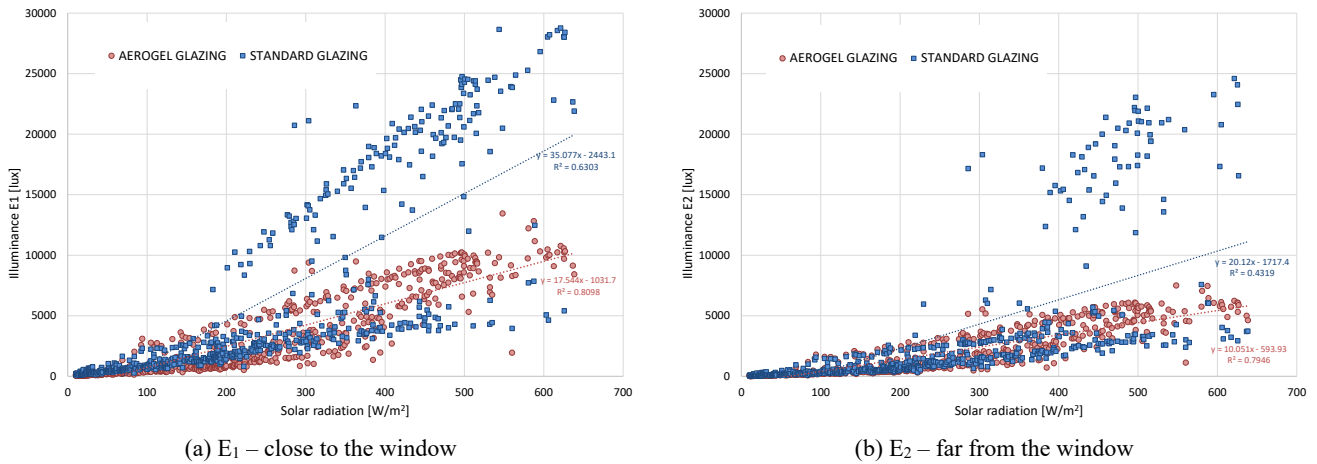 30000
25000
20000
15000
10000
5000
0
Illuminance E1 [lux]
AEROGEL GLAZING STANDARD GLAZING
y = 35.077x - 2443.1
R² = 0.6303
y = 17.544x - 1031.7
R² = 0.8098
0 100 200 300 400 500 600 700
Solar radiation [W/m²]
(a) E₁ – close to the window
30000
25000
20000
15000
10000
5000
0
Illuminance E2 [lux]
AEROGEL GLAZING STANDARD GLAZING
y = 20.12x - 1717.4
R² = 0.4319
y = 10.051x - 593.93
R² = 0.7946
0 100 200 300 400 500 600 700
Solar radiation [W/m²]
(b) E₂ – far from the window